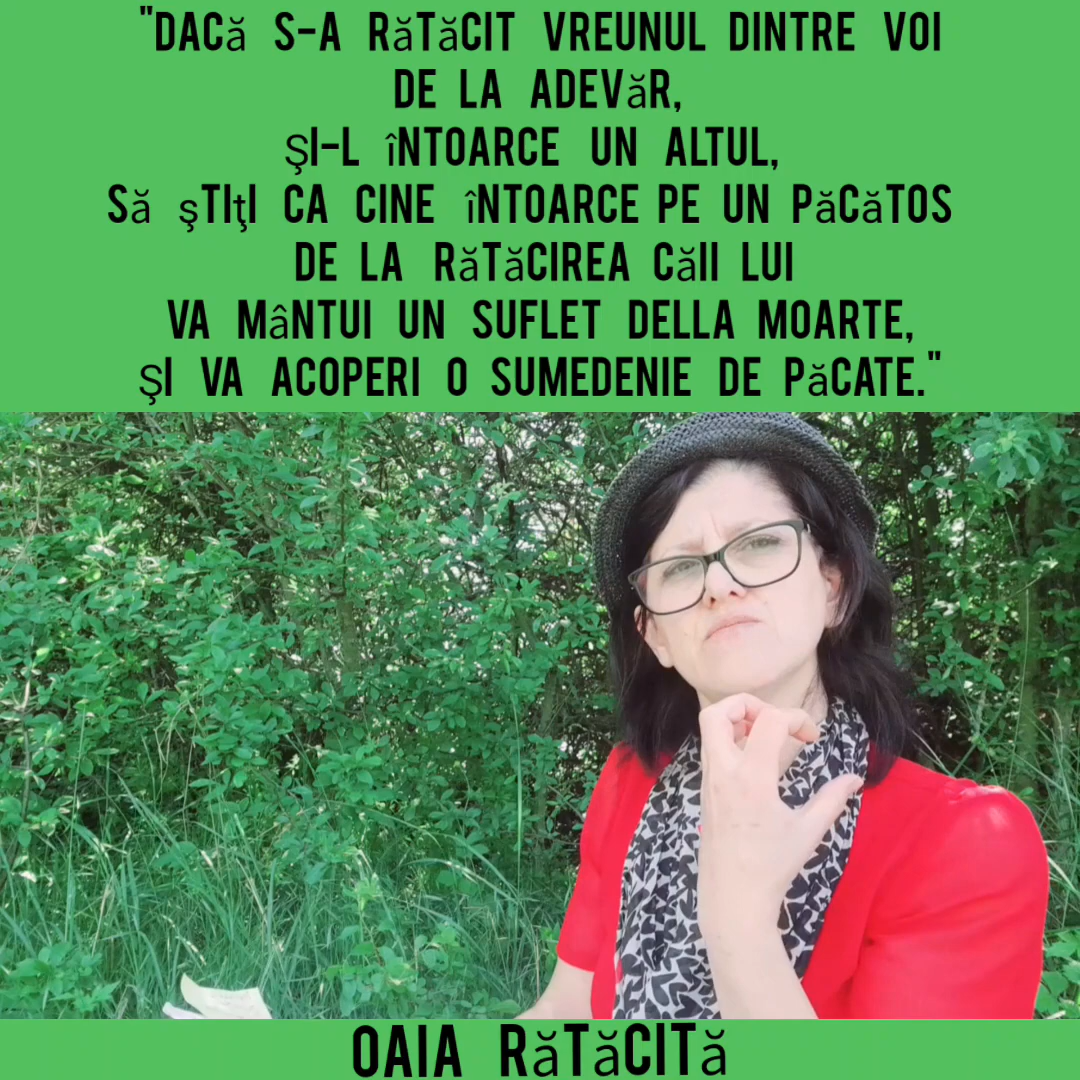 "DACă S-A RăTăCIT VREUNUL DINTRE VOI
DE LA ADEVăR,
ŞI-L îNTOARCE UN ALTUL,
Să şTIţI CA CINE îNTOARCE PE UN PăCăTOS
DE LA RăTăCIREA CăII LUI
VA MâNTUI UN SUFLET DELLA MOARTE,
ŞI VA ACOPERI O SUMEDENIE DE PăCATE."
OAIA RăTăCITă